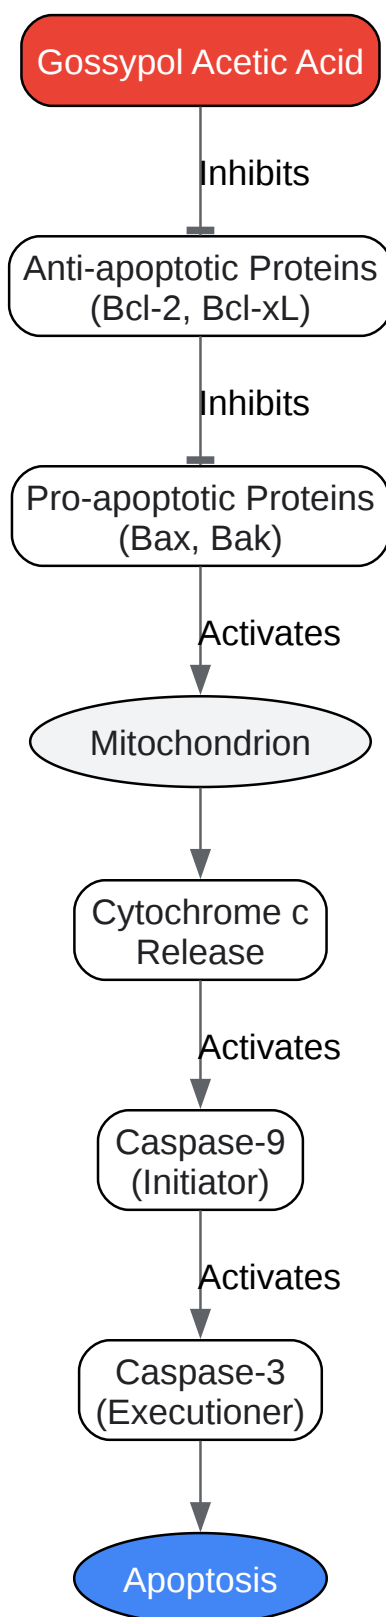 Gossypol Acetic Acid
Inhibits
Anti-apoptotic Proteins
(Bcl-2, Bcl-xL)
Inhibits
Pro-apoptotic Proteins
(Bax, Bak)
Activates
Mitochondrion
Cytochrome c
Release
Activates
Caspase-9
(Initiator)
Activates
Caspase-3
(Executioner)
Apoptosis